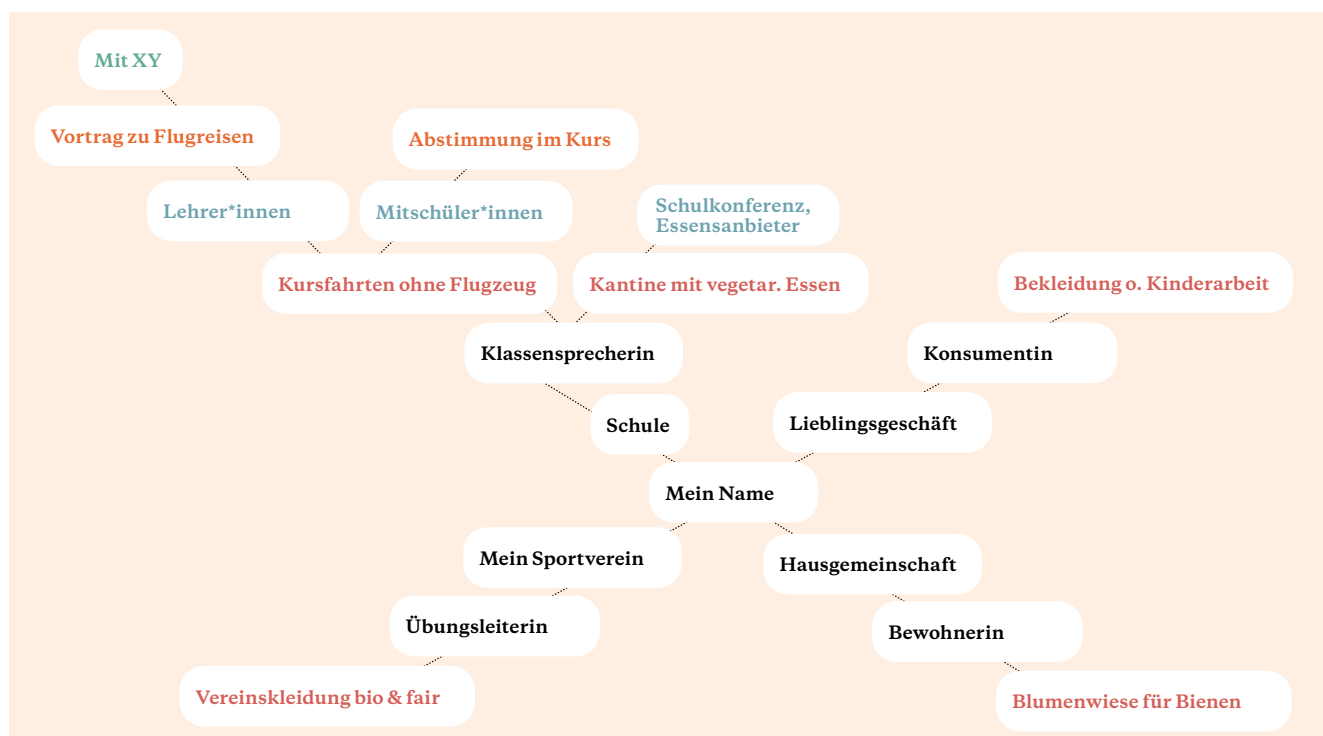 Mit XY
Vortrag zu Flugreisen
Abstimmung im Kurs
Lehrer*innen
Mitschüler*innen
Schulkonferenz,
Essensanbieter
Kursfahrten ohne Flugzeug
Kantine mit vegetar. Essen
Bekleidung o. Kinderarbeit
Klassensprecherin
Konsumentin
Schule
Lieblingsgeschäft
Mein Name
Mein Sportverein
Hausgemeinschaft
Übungsleiterin
Bewohnerin
Vereinskleidung bio & fair
Blumenwiese für Bienen